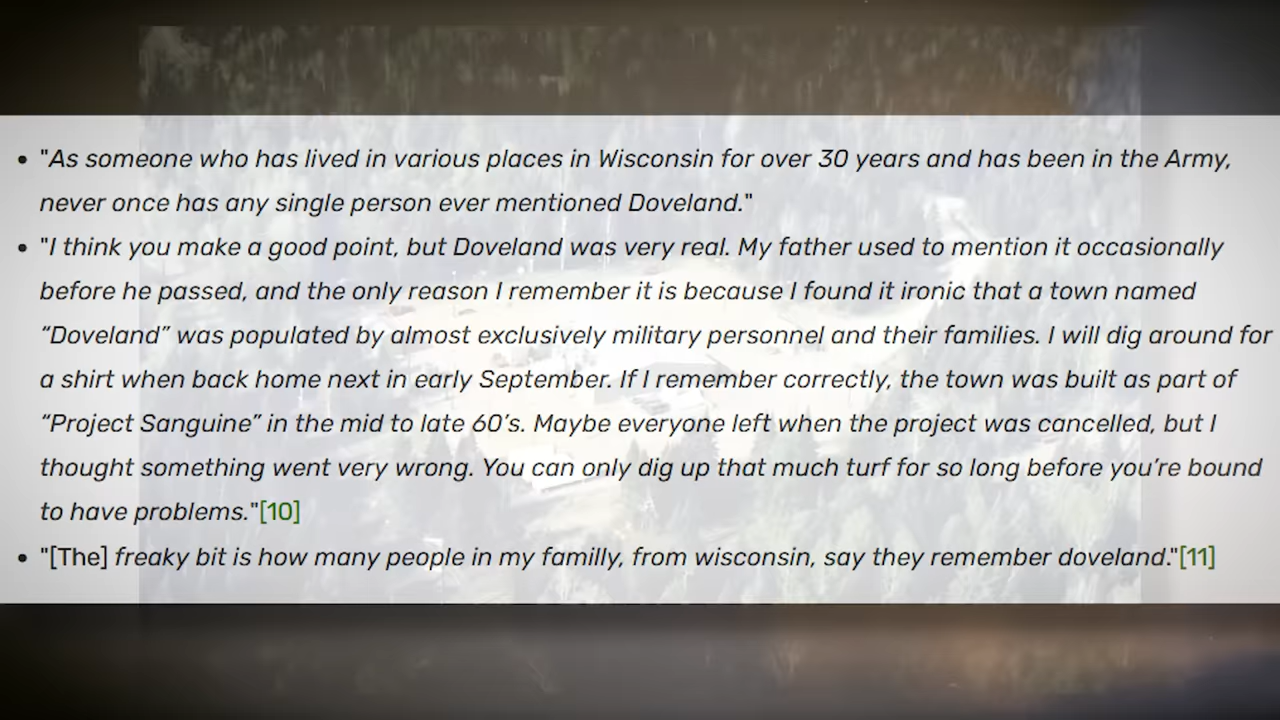 • "As someone who has lived in various places in Wisconsin for over 30 years and has been in the Army,
never once has any single person ever mentioned Doveland."
• "I think you make a good point, but Doveland was very real. My father used to mention it occasionally
before he passed, and the only reason I remember it is because I found it ironic that a town named
“Doveland” was populated by almost exclusively military personnel and their families. I will dig around for
a shirt when back home next in early September. If I remember correctly, the town was built as part of
“Project Sanguine” in the mid to late 60’s. Maybe everyone left when the project was cancelled, but I
thought something went very wrong. You can only dig up that much turf for so long before you’re bound
to have problems."[10]
• "[The] freaky bit is how many people in my familly, from wisconsin, say they remember doveland."[11]